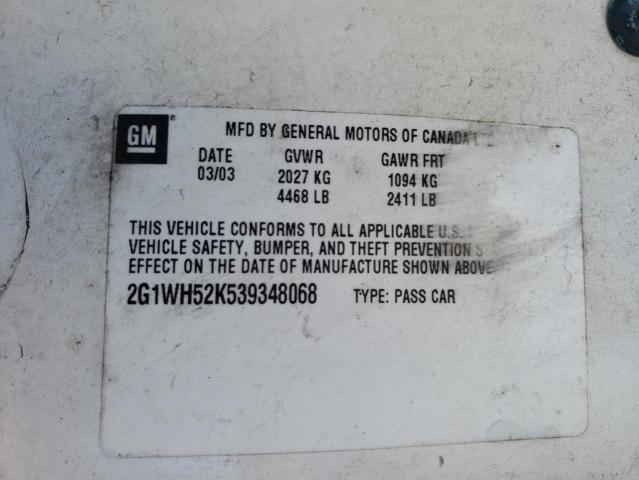 GM®
MFD BY GENERAL MOTORS OF CANADA
DATE GVWR GAWR FRT
03/03 2027 KG 1094 KG
4468 LB 2411 LB
THIS VEHICLE CONFORMS TO ALL APPLICABLE U.S.
VEHICLE SAFETY, BUMPER, AND THEFT PREVENTION
EFFECT ON THE DATE OF MANUFACTURE SHOWN ABOVE
2G1WH52K539348068 TYPE: PASS CAR